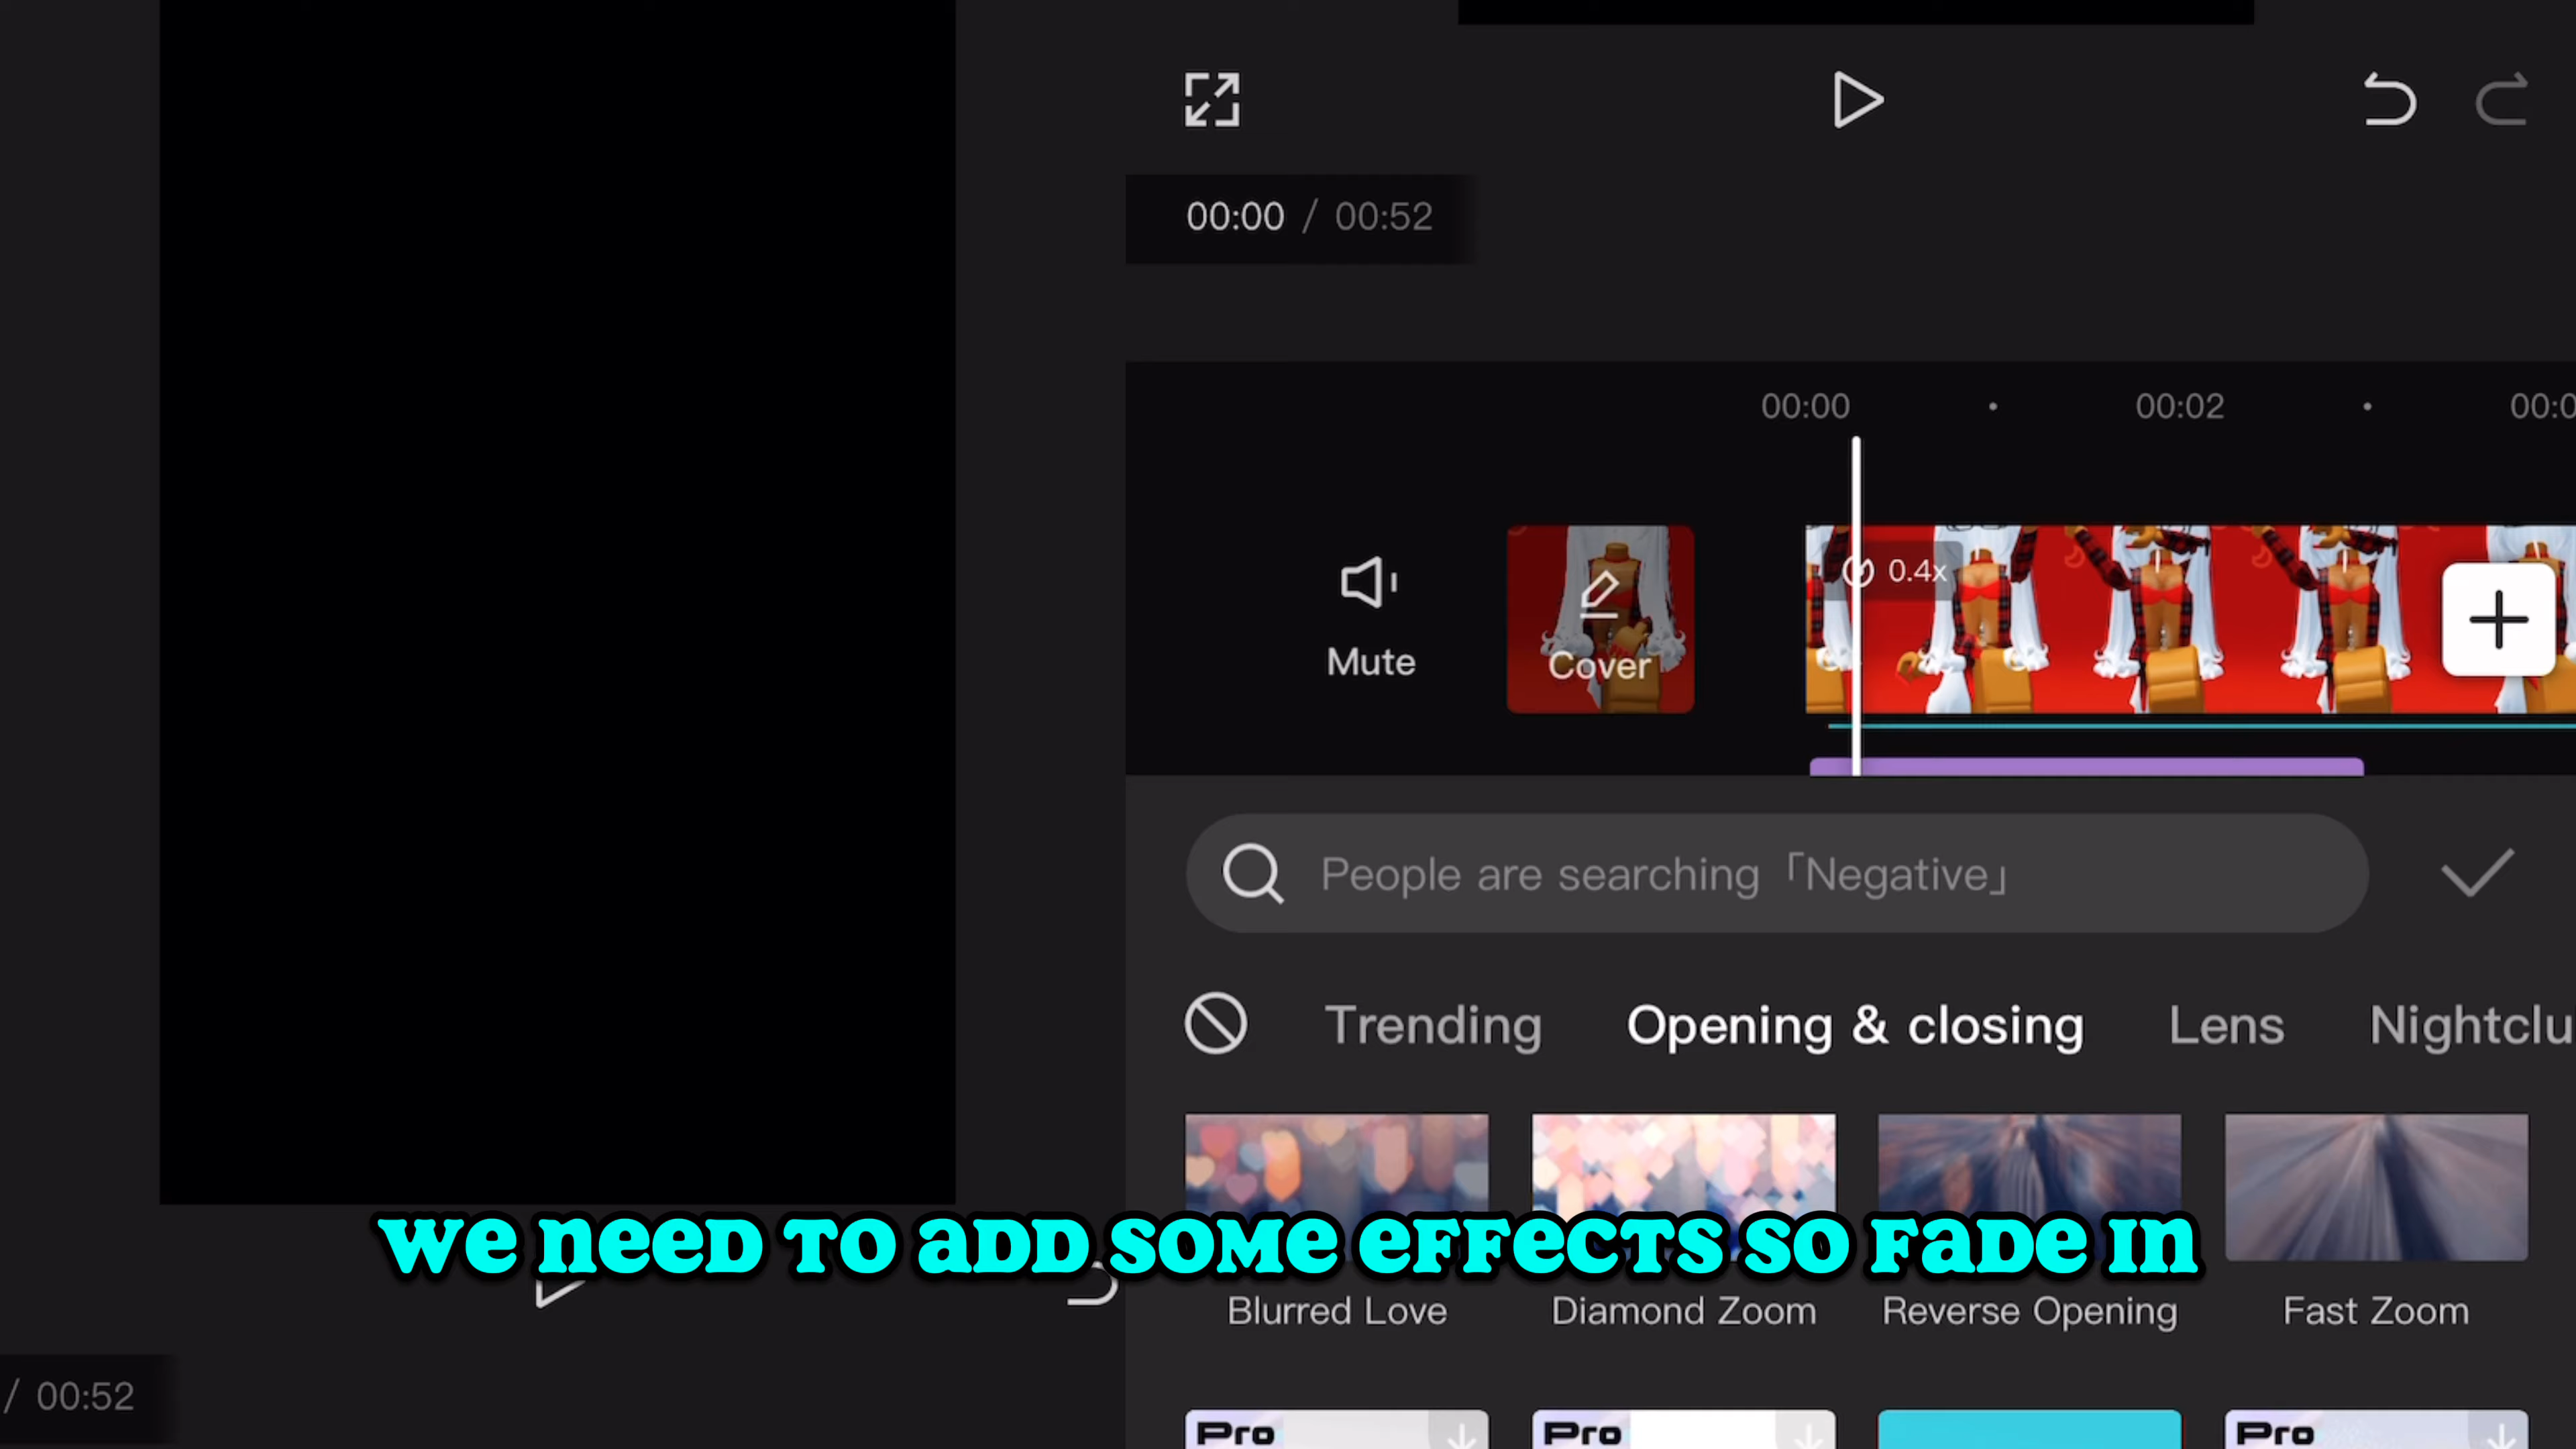 00:00 / 00:52
00:00
00:02
0.4x
Mute
Cover
People are searching「Negative」
Trending
Opening & closing
Lens
WE NEED TO ADD SOME EFFECTS SO FADE IN
Blurred Love
Diamond Zoom
Reverse Opening
Fast Zoom
/ 00:52
Pro
Pro
Pro